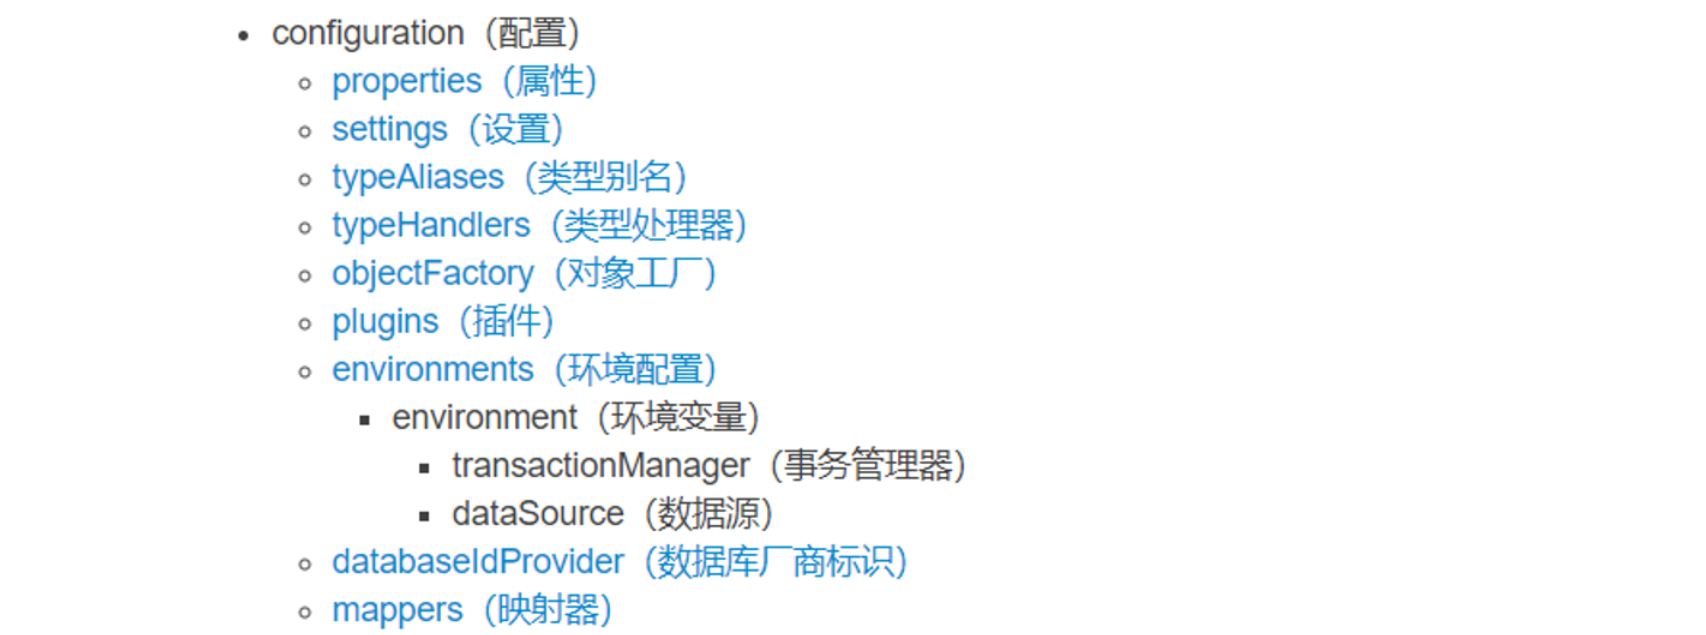 configuration（配置）
properties（属性）
settings（设置）
typeAliases（类型别名）
typeHandlers（类型处理器）
objectFactory（对象工厂）
plugins（插件）
environments（环境配置）
environment（环境变量）
transactionManager（事务管理器）
dataSource（数据源）
databaseIdProvider（数据库厂商标识）
mappers（映射器）